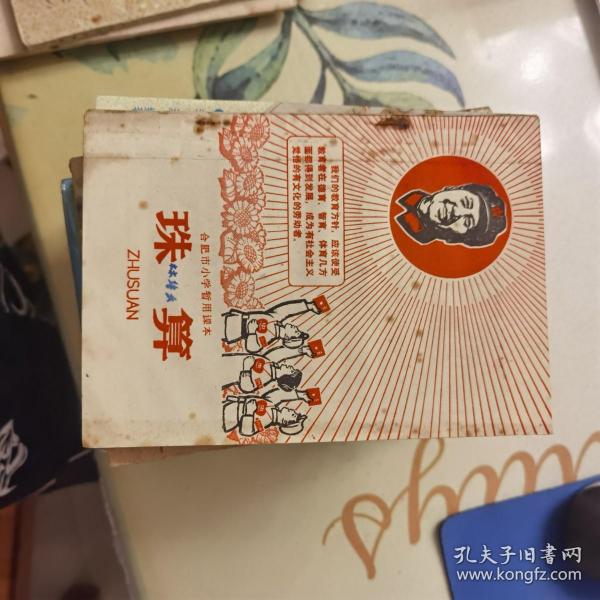 我们的教育方针，应该使受
教育者在德育、智育、体育几方
面都得到发展，成为有社会主义
觉悟的有文化的劳动者。
合肥市小学暂用课本
珠算
ZHUSUAN
孔夫子旧书网
www.kongfz.com